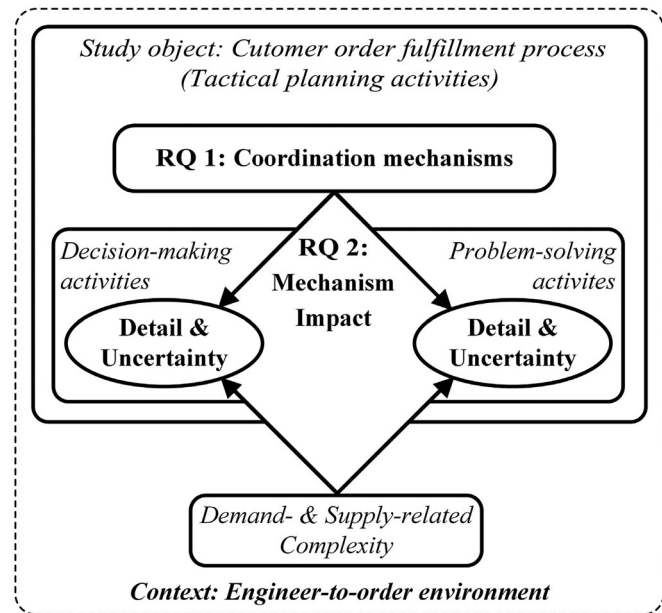 Study object: Cutomer order fulfillment process
(Tactical planning activities)
RQ 1: Coordination mechanisms
Decision-making
activities
RQ 2:
Mechanism
Impact
Problem-solving
activites
Detail &
Uncertainty
Detail &
Uncertainty
Demand- & Supply-related
Complexity
Context: Engineer-to-order environment